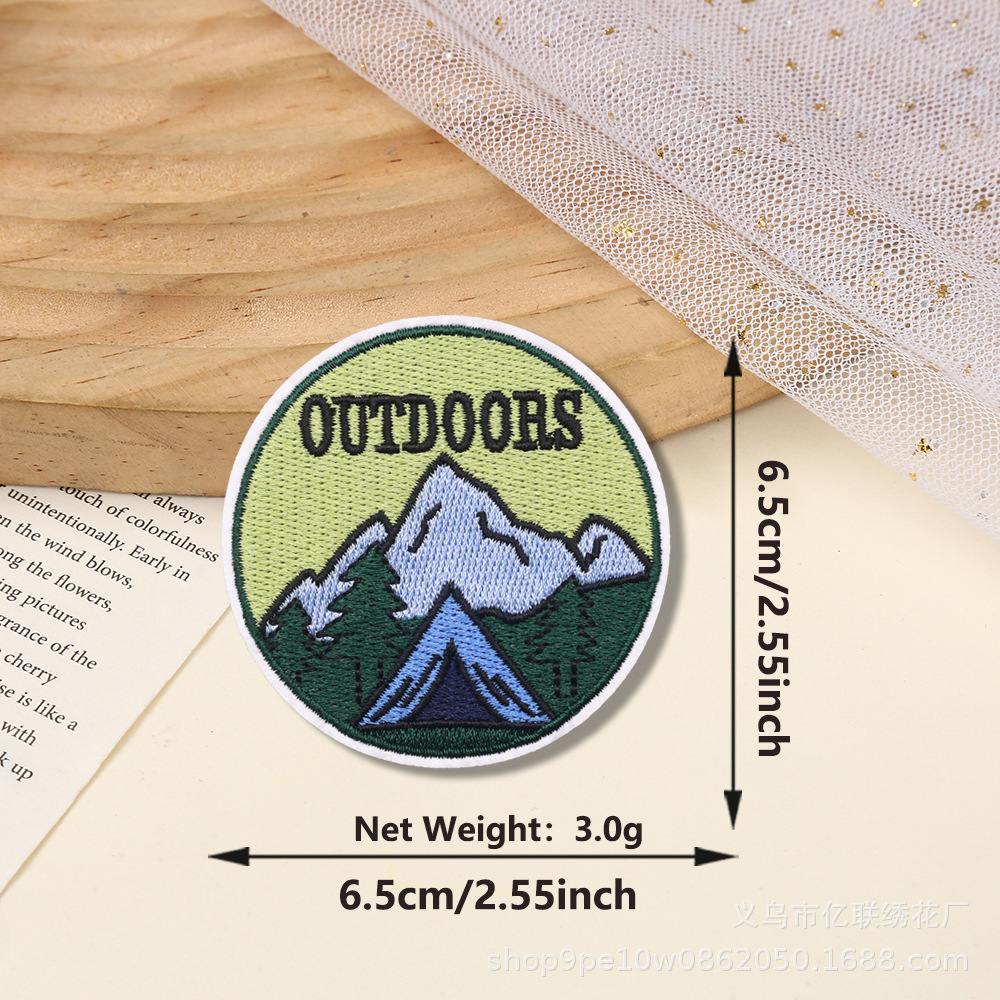 OUTDOORS
always
touch of colorfulness
unintentionally. Early in
n the wind blows,
ong the flowers,
ing pictures
grance of the
cherry
se is like a
with
k up
6.5cm/2.55inch
Net Weight: 3.0g
6.5cm/2.55inch
义乌市亿联绣花厂
shop9pe10w0862050.1688.com